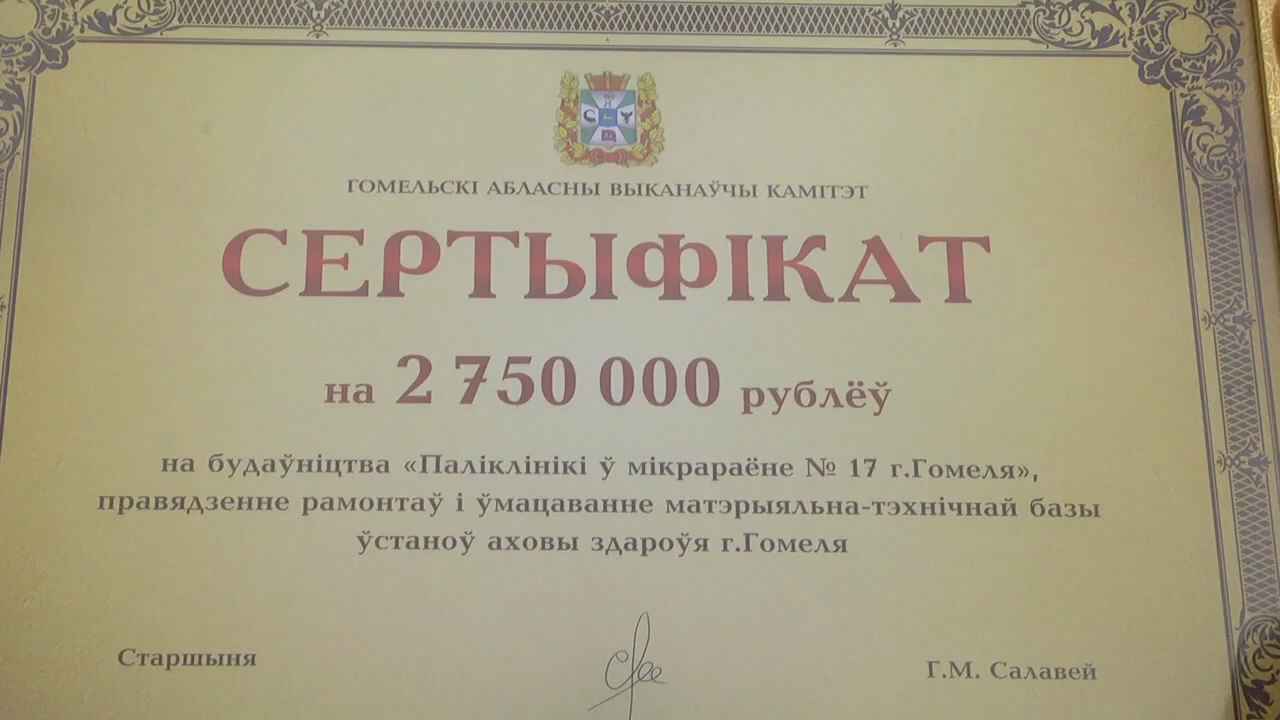 ГОМЕЛЬСКІ АБЛАСНЫ ВЫКАНАЎЧЫ КАМІТЭТ
СЕРТЫФІКАТ
на 2 750 000 рублёў
на будаўніцтва «Паліклінікі ў мікрараёне № 17 г.Гомеля»,
правядзенне рамонтаў і ўмацаванне матэрыяльна-тэхнічнай базы
ўстаноў аховы здароўя г.Гомеля
Старшыня
Г.М. Салавей